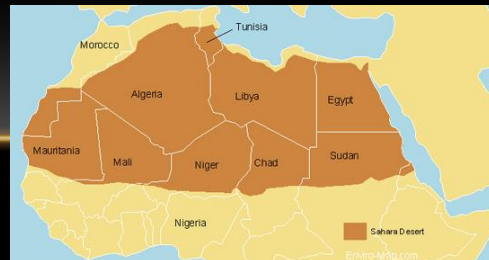 Tunisia
Morocco
Algeria
Libya
Egypt
Mauritania
Mali
Niger
Chad
Sudan
Nigeria
Sahara Desert
Enviro-Map.com